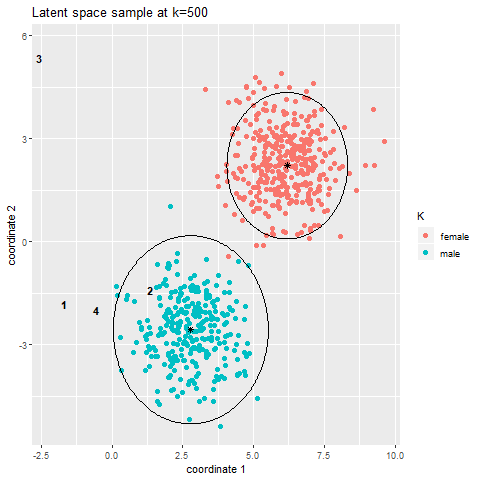 Latent space sample at k=500
6
3
0
-3
3
1
4
2
-2.5
0.0
2.5
5.0
7.5
10.0
coordinate 1
coordinate 2
K
female
male